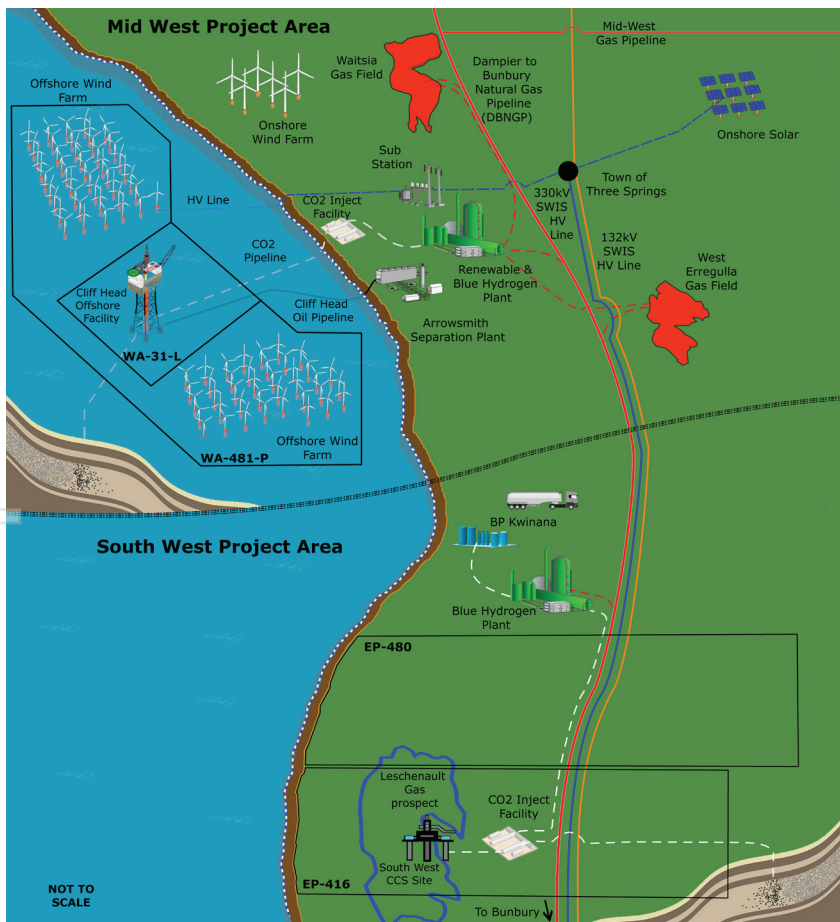 Mid West Project Area
Mid-West
Gas Pipeline
Offshore Wind
Farm
Waitsia
Gas Field
Dampier to
Bunbury
Natural Gas
Pipeline
(DBNGP)
Onshore
Wind Farm
Onshore Solar
Sub
Station
Town of
Three Springs
HV Line
CO2 Inject
Facility
330kV
SWIS
HV
Line
132kV
SWIS
HV Line
CO2
Pipeline
Renewable &
Blue Hydrogen
Plant
West
Erregulla
Gas Field
Cliff Head
Offshore
Facility
Cliff Head
Oil Pipeline
Arrowsmith
Separation Plant
WA-31-L
Offshore Wind
Farm
WA-481-P
South West Project Area
BP Kwinana
Blue Hydrogen
Plant
EP-480
Leschenault
Gas
prospect
CO2 Inject
Facility
South West
CCS Site
EP-416
NOT TO
SCALE
To Bunbury